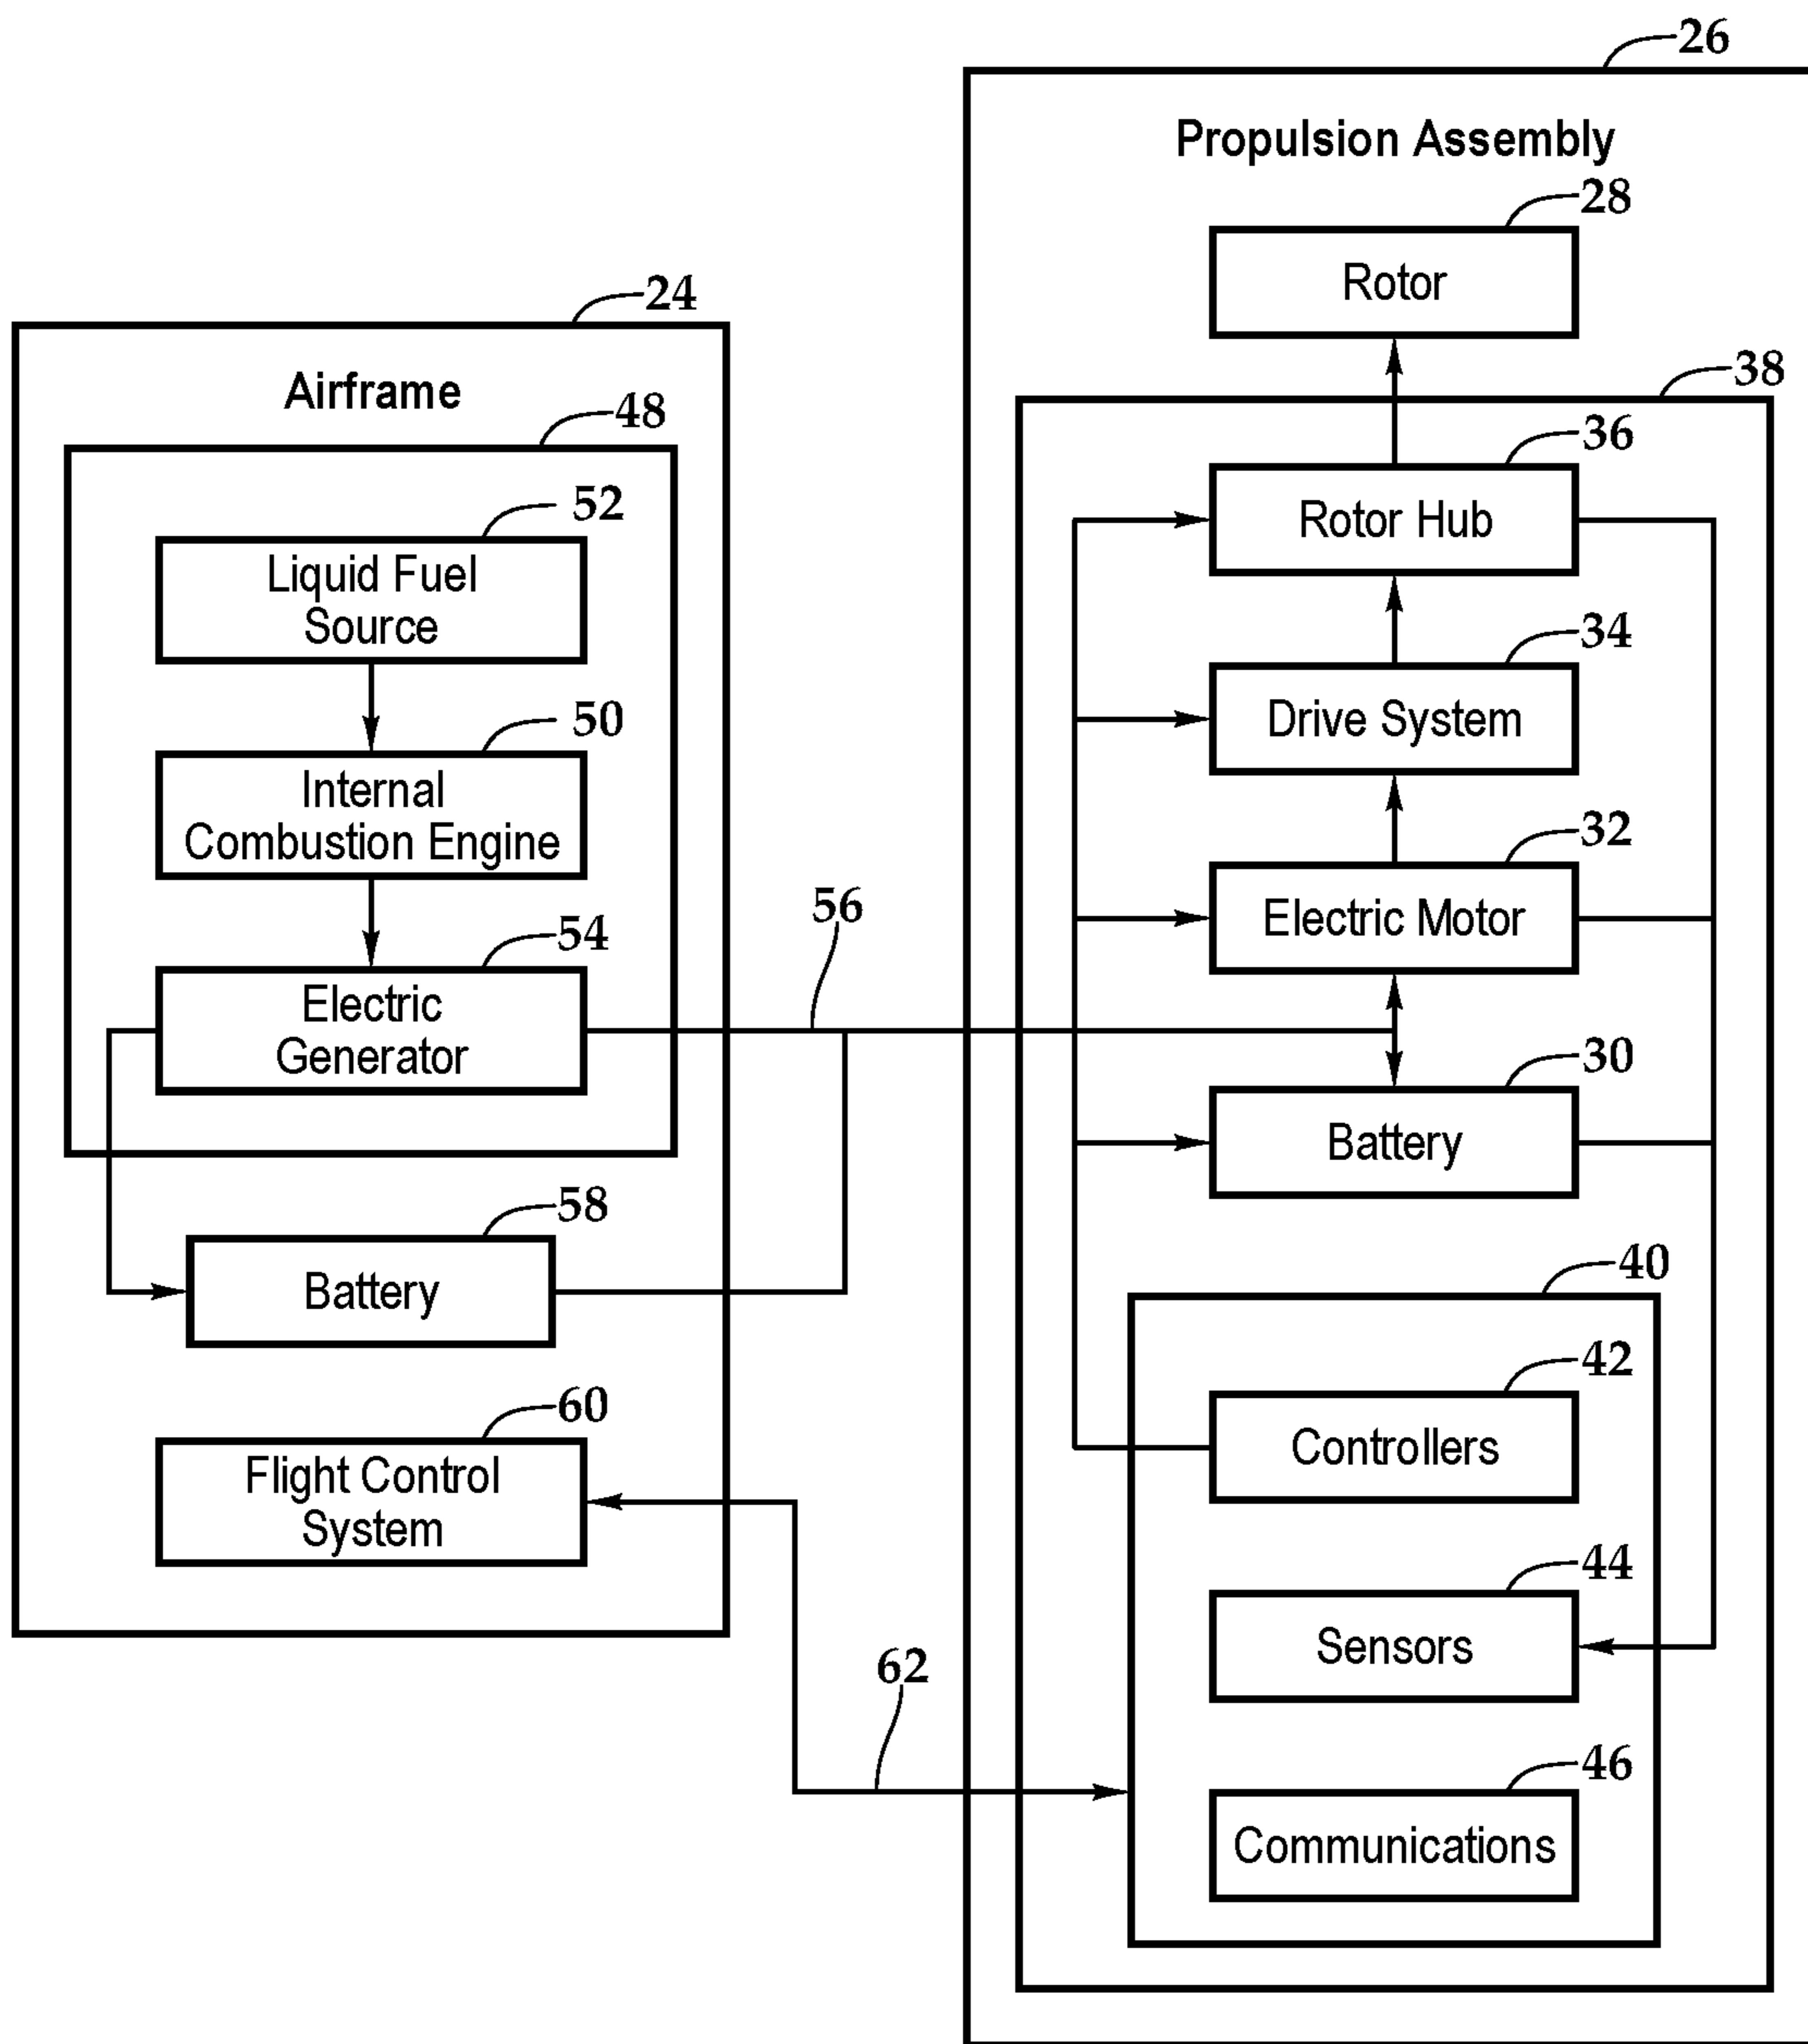 26
Propulsion Assembly
28
Rotor
24
Airframe
38
48
36
Rotor Hub
52
Liquid Fuel
Source
34
Drive System
50
Internal
Combustion Engine
32
Electric Motor
56
54
Electric
Generator
30
Battery
58
Battery
40
42
Controllers
60
Flight Control
System
44
Sensors
62
46
Communications